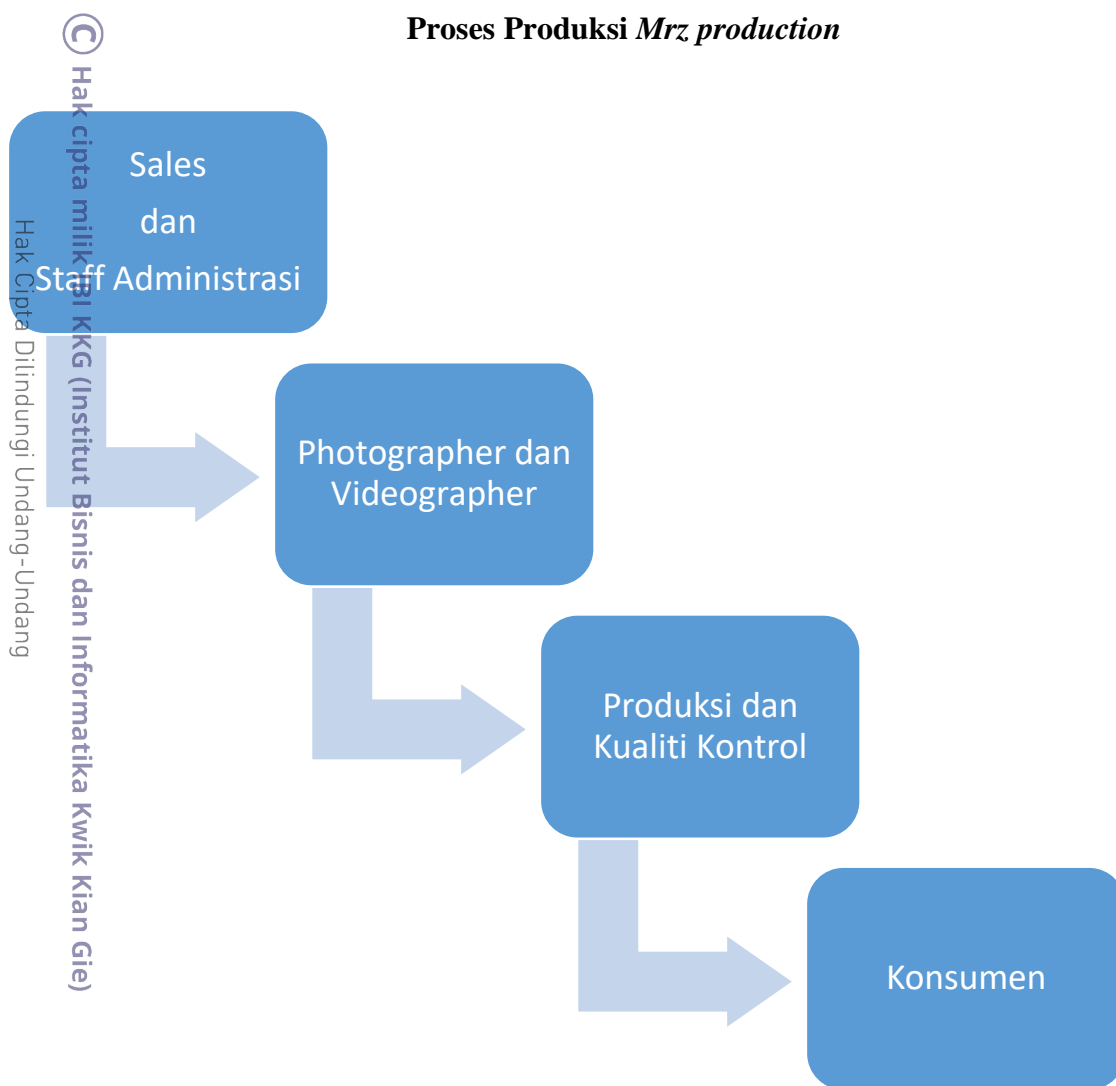 Proses Produksi Mrz production
© Hak cipta milik IBI KKG (Institut Bisnis dan Informatika Kwik Kian Gie)
Hak Cipta Dilindungi Undang-Undang
Sales
dan
Staff Administrasi
Photographer dan
Videographer
Produksi dan
Kualiti Kontrol
Konsumen